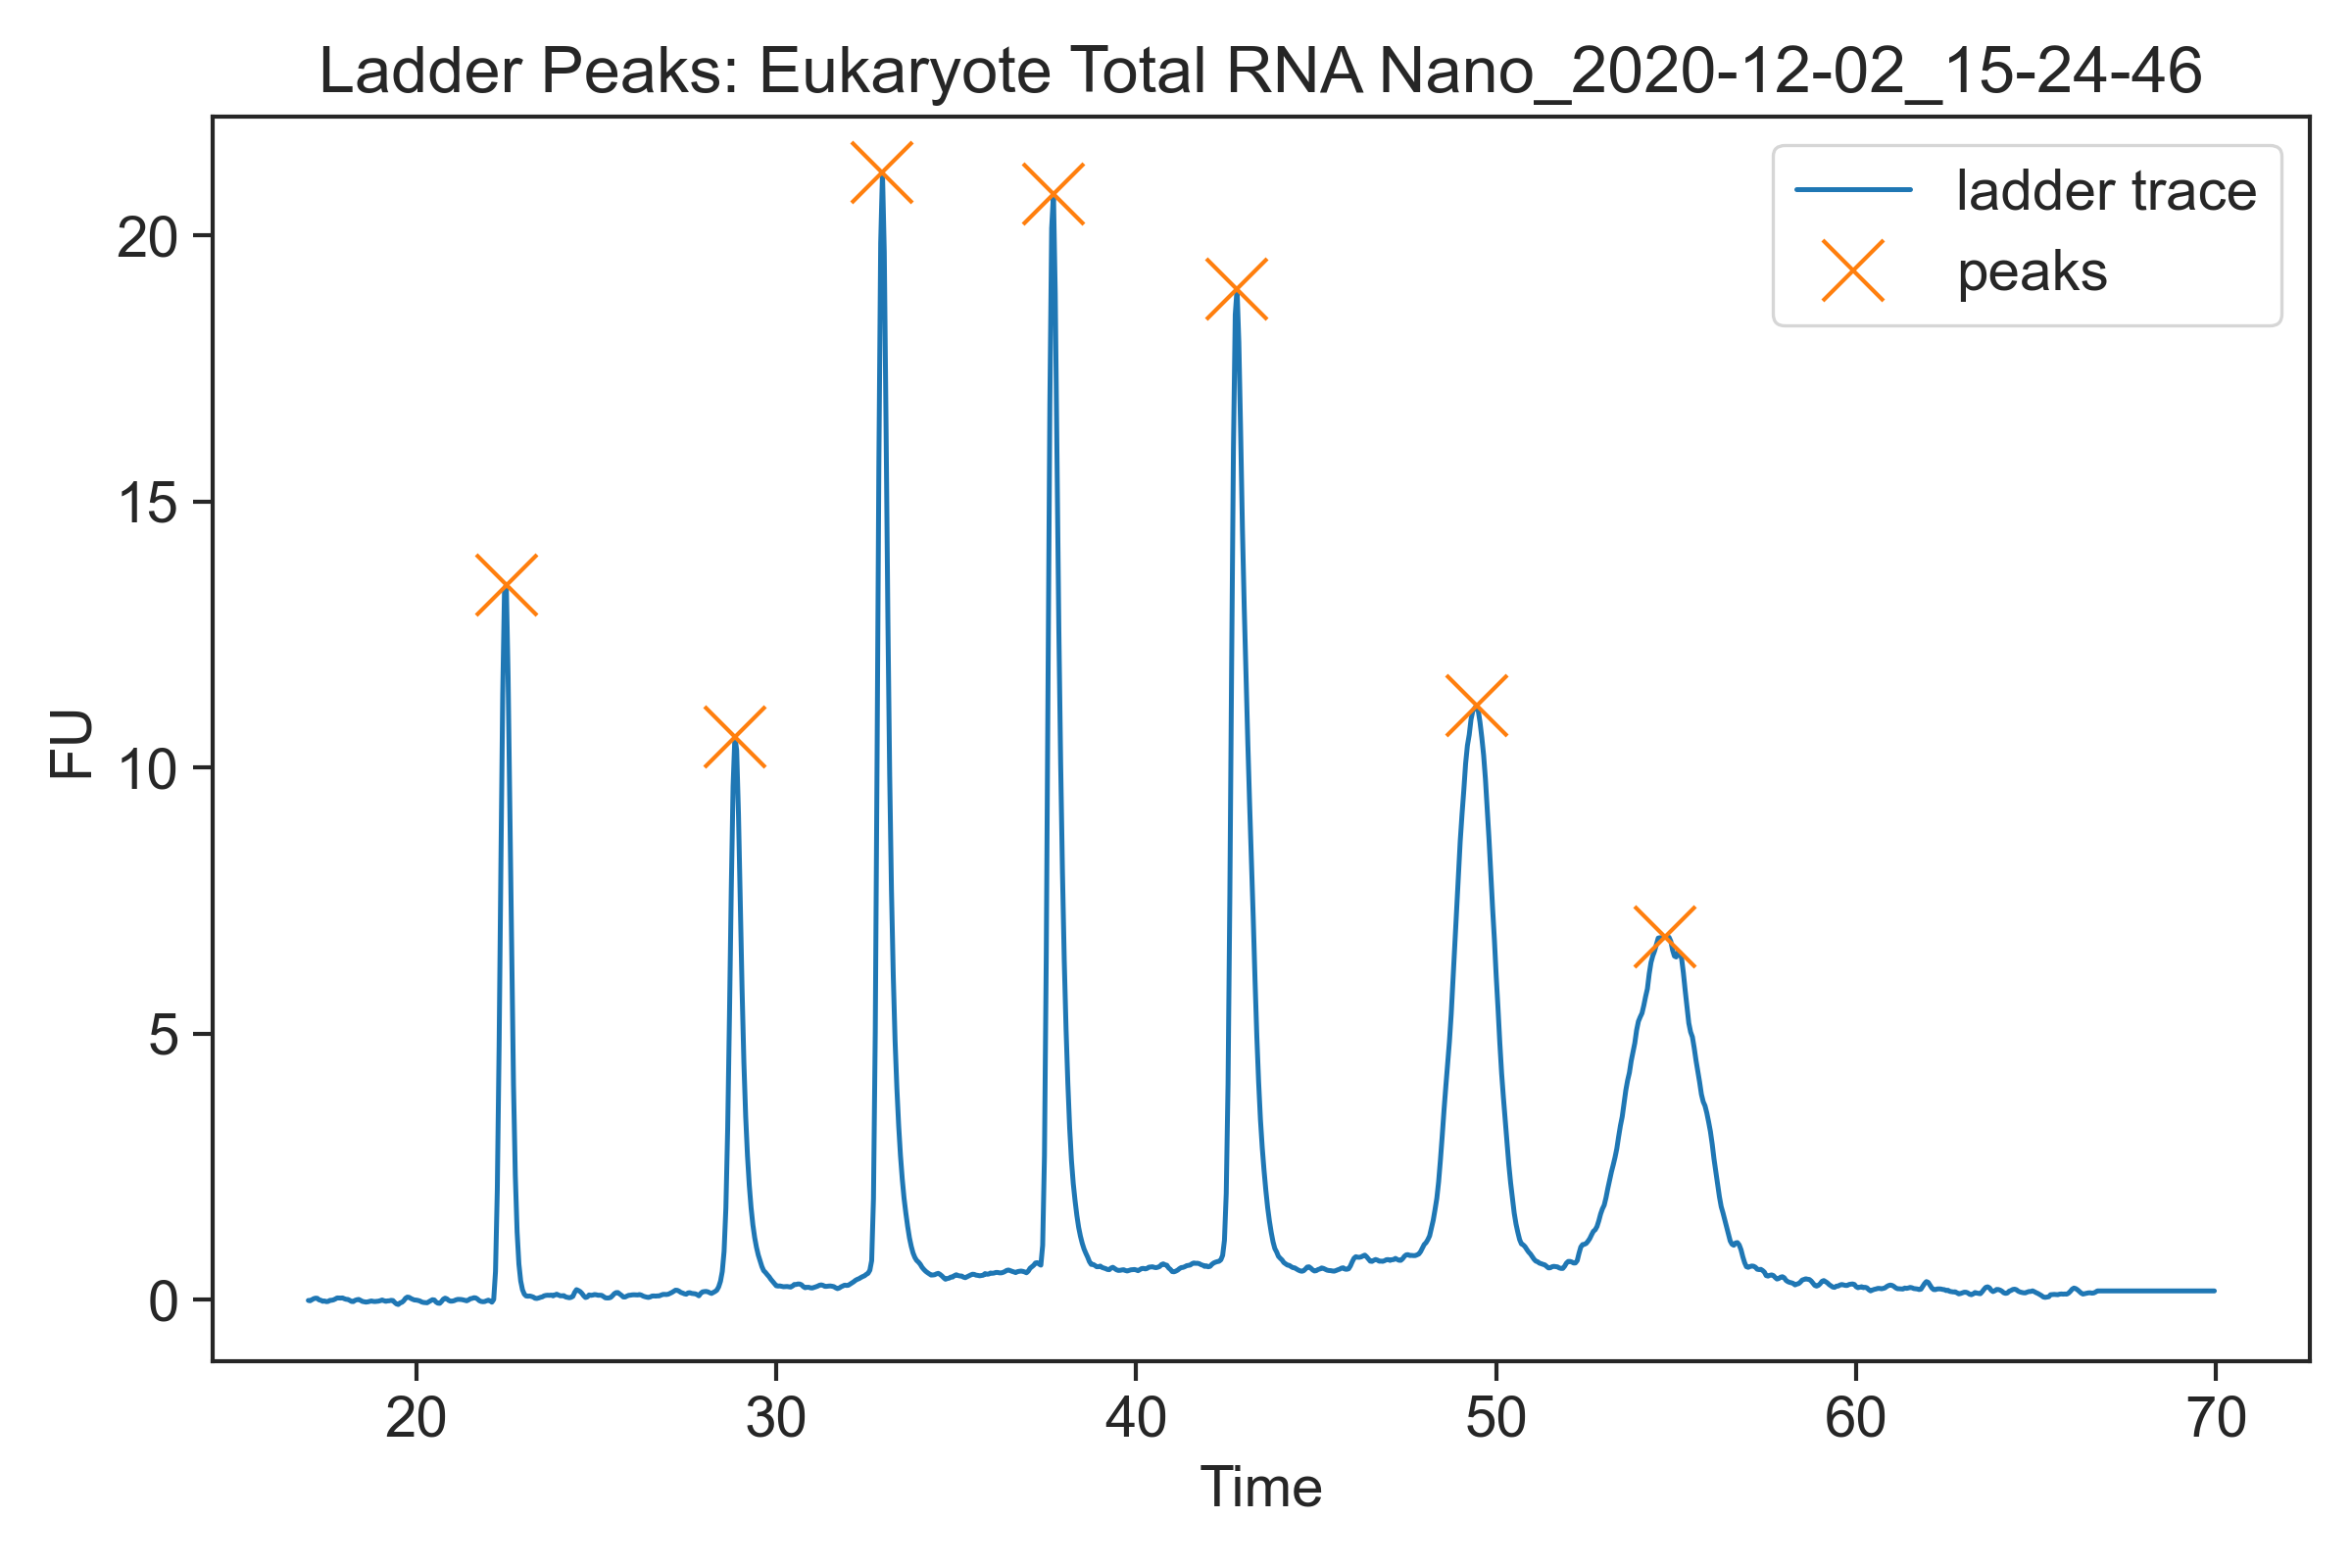 Ladder Peaks: Eukaryote Total RNA Nano_2020-12-02_15-24-46
ladder trace
peaks
FU
20
15
10
5
0
20 30 40 50 60 70
Time